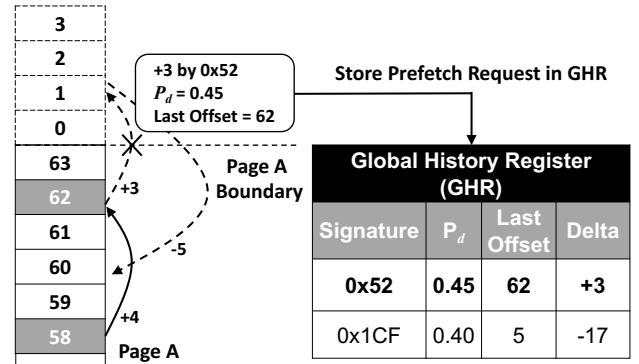 3
2
1
0
63
62
61
60
59
58
+3
-5
+4
Page A
Boundary
Page A
+3 by 0x52
Pd = 0.45
Last Offset = 62
Store Prefetch Request in GHR
Global History Register
(GHR)
Signature Pd Last Offset Delta
0x52 0.45 62 +3
0x1CF 0.40 5 -17